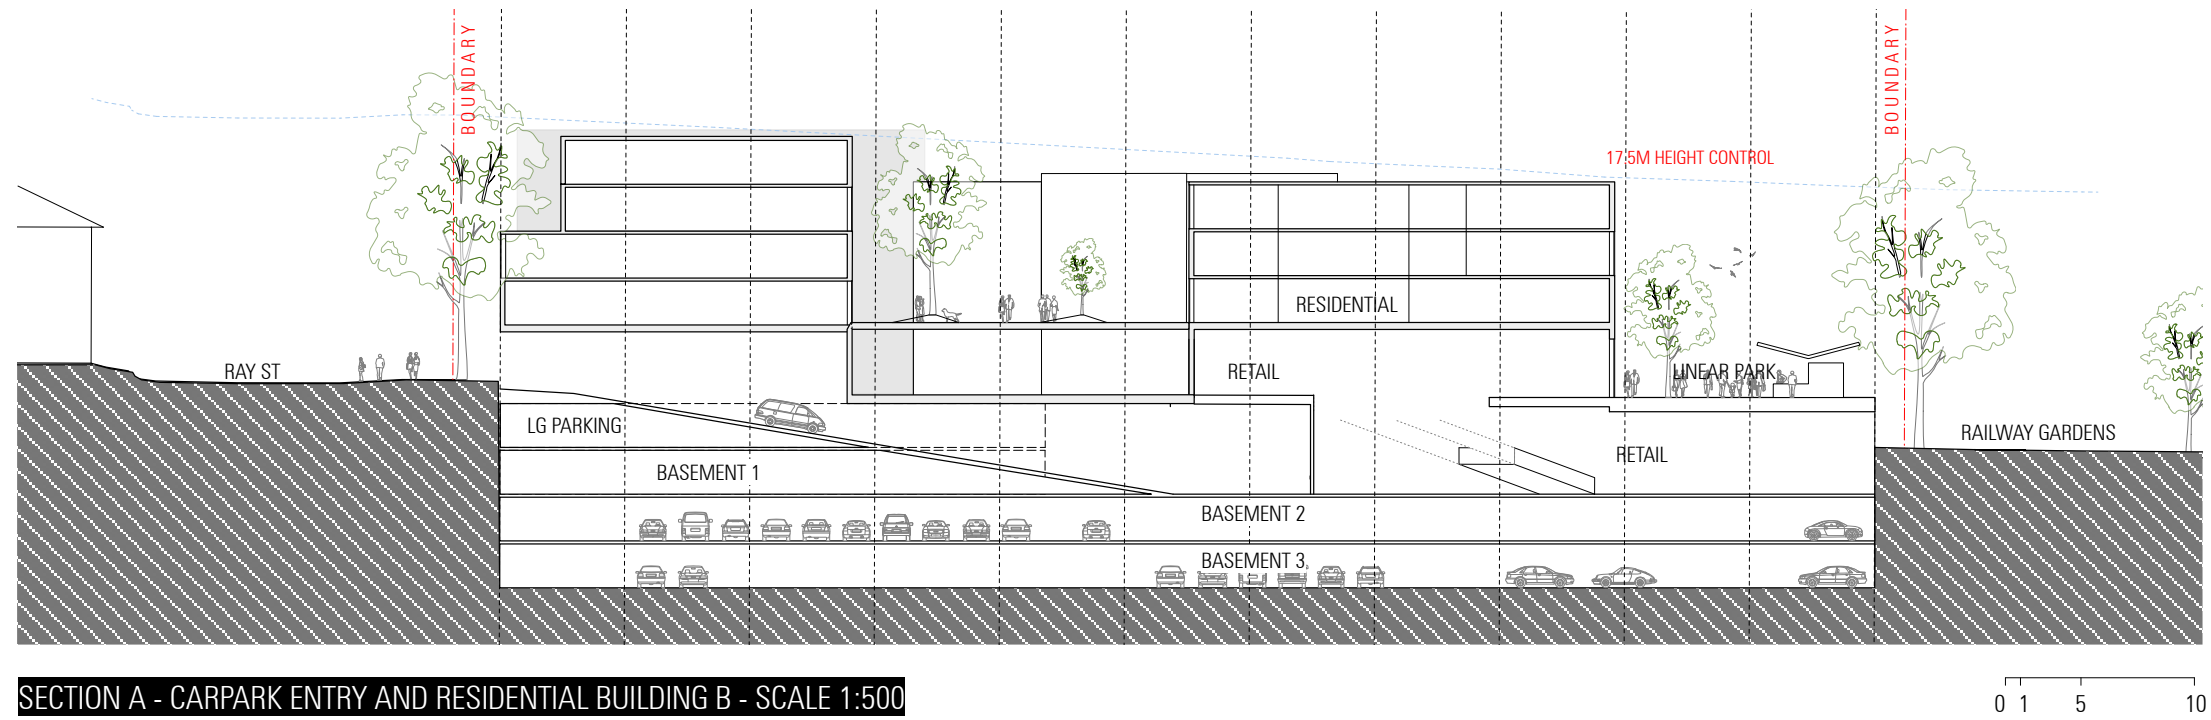 BOUNDARY
BOUNDARY
17.5M HEIGHT CONTROL
RESIDENTIAL
RAY ST
RETAIL
LINEAR PARK
LG PARKING
RAILWAY GARDENS
RETAIL
BASEMENT 1
BASEMENT 2
BASEMENT 3
SECTION A - CARPARK ENTRY AND RESIDENTIAL BUILDING B - SCALE 1:500
0 1 5 10